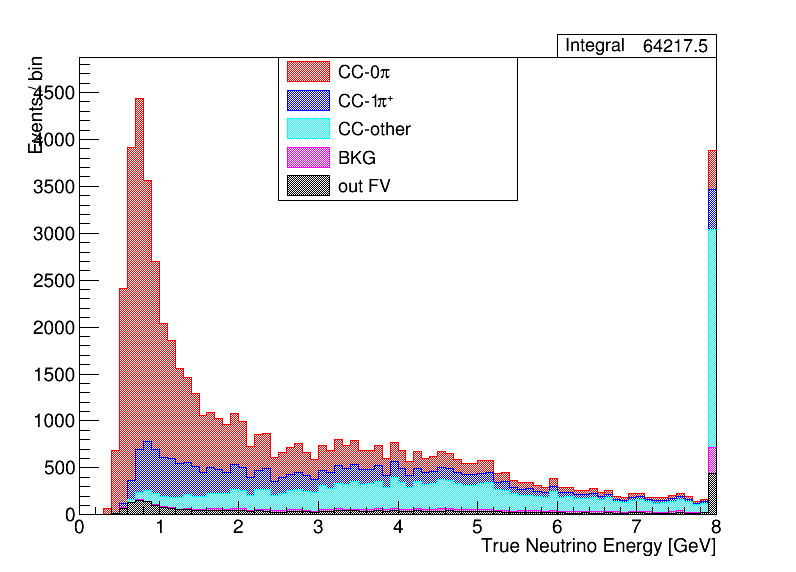 Integral 64217.5
Events / bin
CC-0π
CC-1π⁺
CC-other
BKG
out FV
4500
4000
3500
3000
2500
2000
1500
1000
500
0
0 1 2 3 4 5 6 7 8
True Neutrino Energy [GeV]